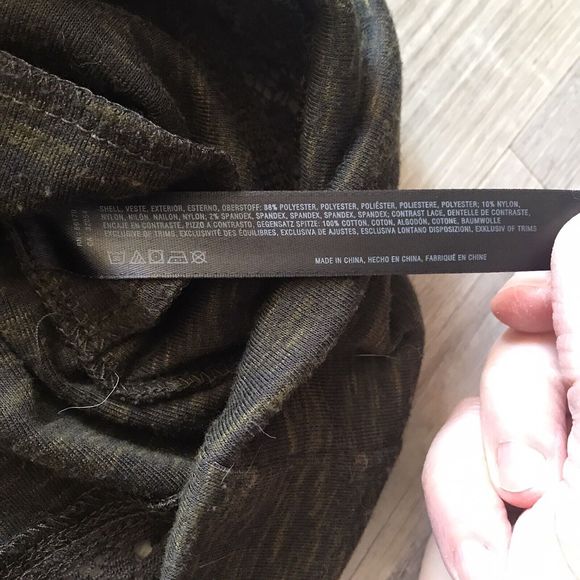 SHELL, VESTE, EXTERIOR, ESTERNO, OBERSTOFF: 88% POLYESTER, POLYESTER, POLIÉSTER, POLIESTERE, POLYESTER; 10% NYLON,
NYLON, NILÓN, NAILON, NYLON; 2% SPANDEX, SPANDEX, SPANDEX, SPANDEX, SPANDEX; CONTRAST LACE, DENTELLE DE CONTRASTE,
ENCAJE EN CONTRASTE, PIZZO A CONTRASTO, GEGENSATZ SPITZE: 100% COTTON, COTON, ALGODÓN, COTONE, BAUMWOLLE
EXCLUSIVE OF TRIMS, EXCLUSIVITÉ DES ÉQUILIBRES, EXCLUSIVA DE AJUSTES, ESCLUSIVA LONTANO DISPOSIZIONI, EXKLUSIV OF TRIMS
MADE IN CHINA, HECHO EN CHINA, FABRIQUÉ EN CHINE
RN
CA